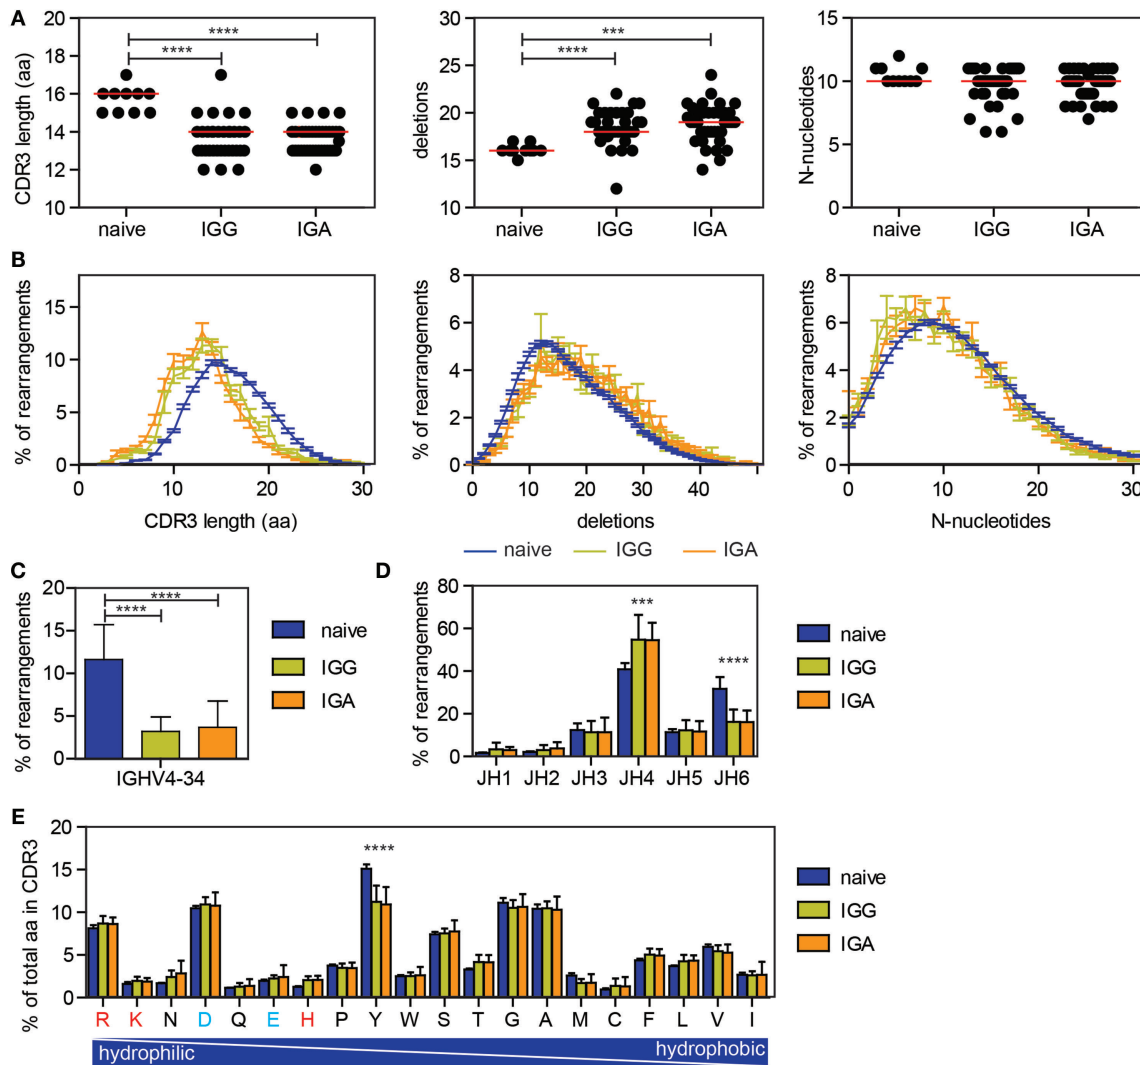 A
CDR3 length (aa)
20
18
16
14
12
10
**** ****
naive IGG IGA
deletions
30
25
20
15
10
*** ****
naive IGG IGA
N-nucleotides
15
10
5
0
naive IGG IGA
B
% of rearrangements
15
10
5
0
0 10 20 30
CDR3 length (aa)
% of rearrangements
8
6
4
2
0
0 10 20 30 40
deletions
% of rearrangements
8
6
4
2
0
0 10 20 30
N-nucleotides
naive IGG IGA
C
% of rearrangements
20
15
10
5
0
****
****
IGHV4-34
naive
IGG
IGA
D
% of rearrangements
80
60
40
20
0
***
****
JH1 JH2 JH3 JH4 JH5 JH6
naive
IGG
IGA
E
% of total aa in CDR3
20
15
10
5
0
****
R K N D Q E H P Y W S T G A M C F L V I
naive
IGG
IGA
hydrophilic hydrophobic